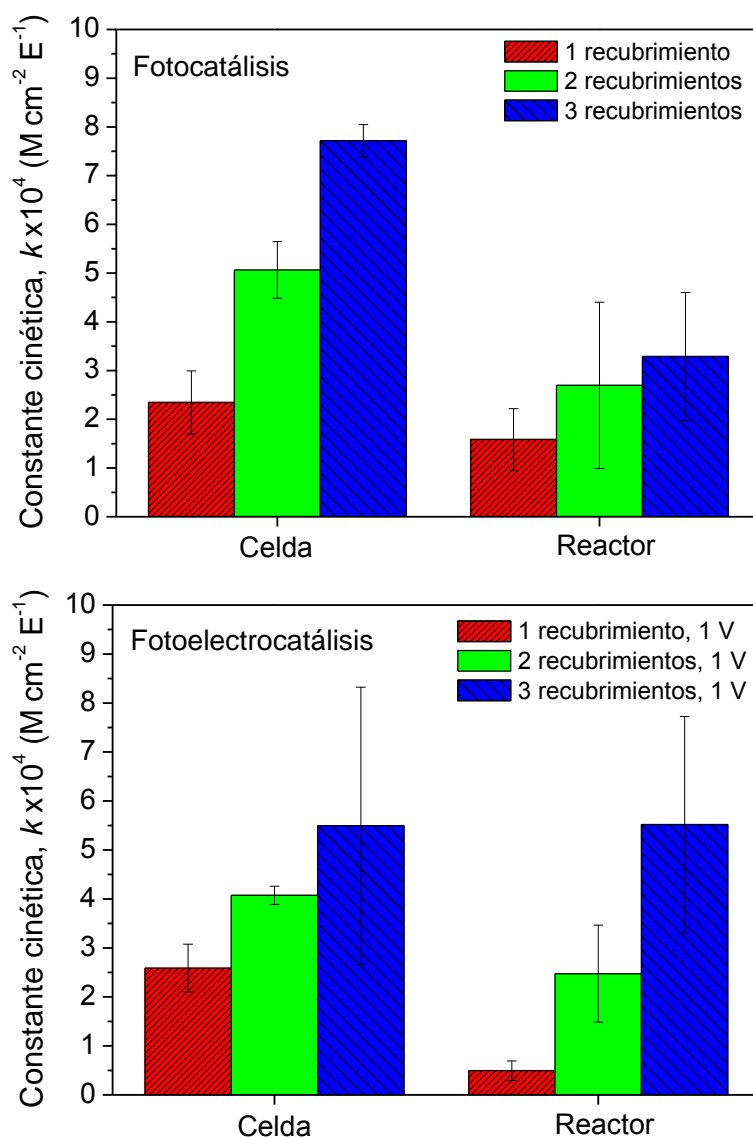 Constante cinética, k x10⁴ (M cm⁻² E⁻¹)
10
9
8
7
6
5
4
3
2
1
0
Fotocatálisis
1 recubrimiento
2 recubrimientos
3 recubrimientos
Celda
Reactor
Constante cinética, k x10⁴ (M cm⁻² E⁻¹)
10
9
8
7
6
5
4
3
2
1
0
Fotoelectrocatálisis
1 recubrimiento, 1 V
2 recubrimientos, 1 V
3 recubrimientos, 1 V
Celda
Reactor